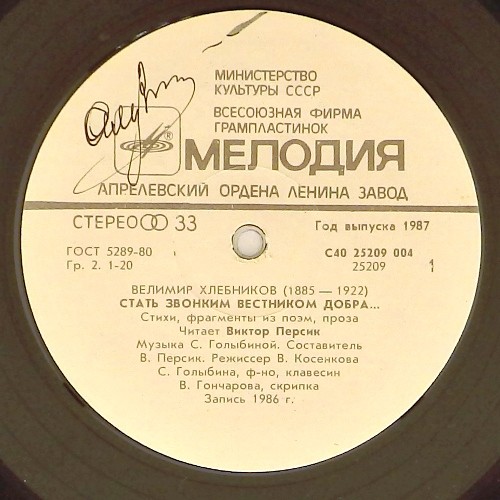 МИНИСТЕРСТВО
КУЛЬТУРЫ СССР
ВСЕСОЮЗНАЯ ФИРМА
ГРАМПЛАСТИНОК
МЕЛОДИЯ
АПРЕЛЕВСКИЙ ОРДЕНА ЛЕНИНА ЗАВОД
СТЕРЕО 33
Год выпуска 1987
ГОСТ 5289-80
Гр. 2. 1-20
С40 25209 004
25209 1
ВЕЛИМИР ХЛЕБНИКОВ (1885 — 1922)
СТАТЬ ЗВОНКИМ ВЕСТНИКОМ ДОБРА...
Стихи, фрагменты из поэм, проза
Читает Виктор Персик
Музыка С. Голыбиной. Составитель
В. Персик. Режиссер В. Косенкова
С. Голыбина, ф-но, клавесин
В. Гончарова, скрипка
Запись 1986 г.